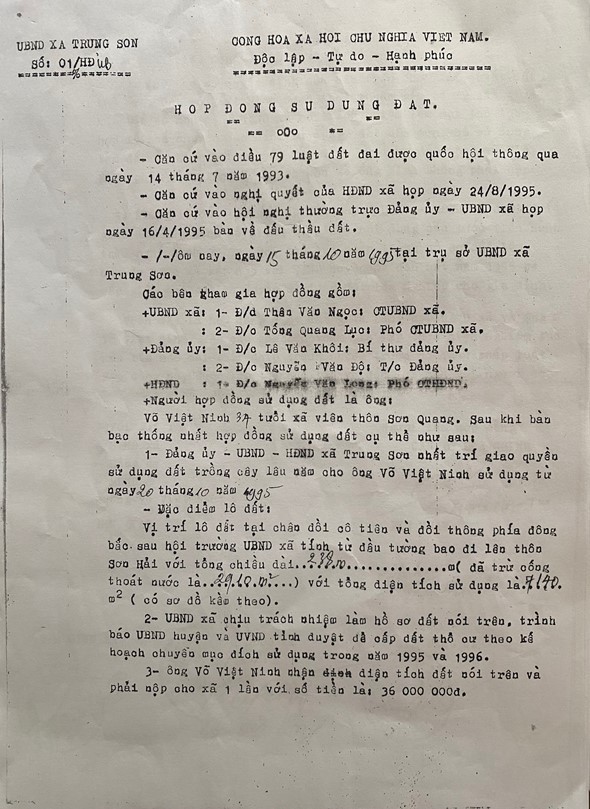 UBND XA TRUNG SON
CONG HOA XA HOI CHU NGHIA VIET NAM.
Số: 01/HĐ
Độc lập - Tự do - Hạnh phúc
HOP DONG SU DUNG ĐAT.
== o0o ==
- Căn cứ vào điều 79 luật đất đai được quốc hội thông qua
ngày 14 tháng 7 năm 1993.
- Căn cứ vào nghị quyết của HĐND xã họp ngày 24/8/1995.
- Căn cứ vào hội nghị thường trực Đảng ủy - UBND xã họp
ngày 16/4/1995 bàn về đấu thầu đất.
- /-/ôm nay, ngày 15 tháng 10 năm 1995 tại trụ sở UBND xã
Trung Sơn.
Các bên tham gia hợp đồng gồm:
+UBND xã: 1- Đ/c Thân Văn Ngọc: CTUBND xã.
: 2- Đ/c Tống Quang Lục: Phó CTUBND xã.
+Đảng ủy: 1- Đ/c Lê Văn Khôi: Bí thư đảng ủy.
: 2- Đ/c Nguyễn Văn Độ: T/c Đảng ủy.
+HĐND : 1- Đ/c Nguyễn Văn Long: Phó CTHĐND.
+Người hợp đồng sử dụng đất là ông:
Võ Việt Ninh 37 tuổi xã viên thôn Sơn Quang. Sau khi bàn
bạc thống nhất hợp đồng sử dụng đất cụ thể như sau:
1- Đảng ủy - UBND - HĐND xã Trung Sơn nhất trí giao quyền
sử dụng đất trồng cây lâu năm cho ông Võ Việt Ninh sử dụng từ
ngày 20 tháng 10 năm 1995
- Đặc điểm lô đất:
Vị trí lô đất tại chân đồi cô tiên và đồi thông phía đông
bắc sau hội trường UBND xã tính từ đầu tường bao đi lên thôn
Sơn Hải với tổng chiều dài..238m................m( đã trừ cống
thoát nước là.........m) với tổng diện tích sử dụng là.7140.
m2 ( có sơ đồ kèm theo).
2- UBND xã chịu trách nhiệm làm hồ sơ đất nói trên, trình
báo UBND huyện và UVND tỉnh duyệt để cấp đất thổ cư theo kế
hoạch chuyển mục đích sử dụng trong năm 1995 và 1996.
3- ông Võ Việt Ninh nhận diện tích đất nói trên và
phải nộp cho xã 1 lần với số tiền là: 36 000 000đ.